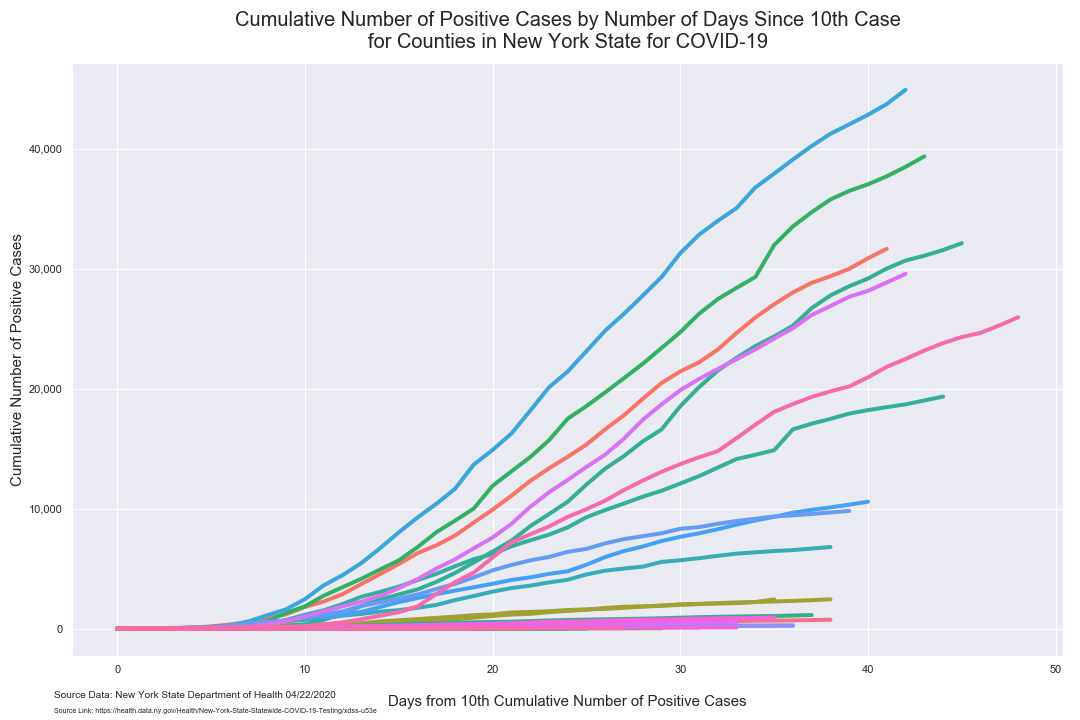 Cumulative Number of Positive Cases by Number of Days Since 10th Case
for Counties in New York State for COVID-19
Cumulative Number of Positive Cases
40,000
30,000
20,000
10,000
0
0
10
20
30
40
50
Days from 10th Cumulative Number of Positive Cases
Source Data: New York State Department of Health 04/22/2020
Source Link: https://health.data.ny.gov/Health/New-York-State-Statewide-COVID-19-Testing/xdss-u53e